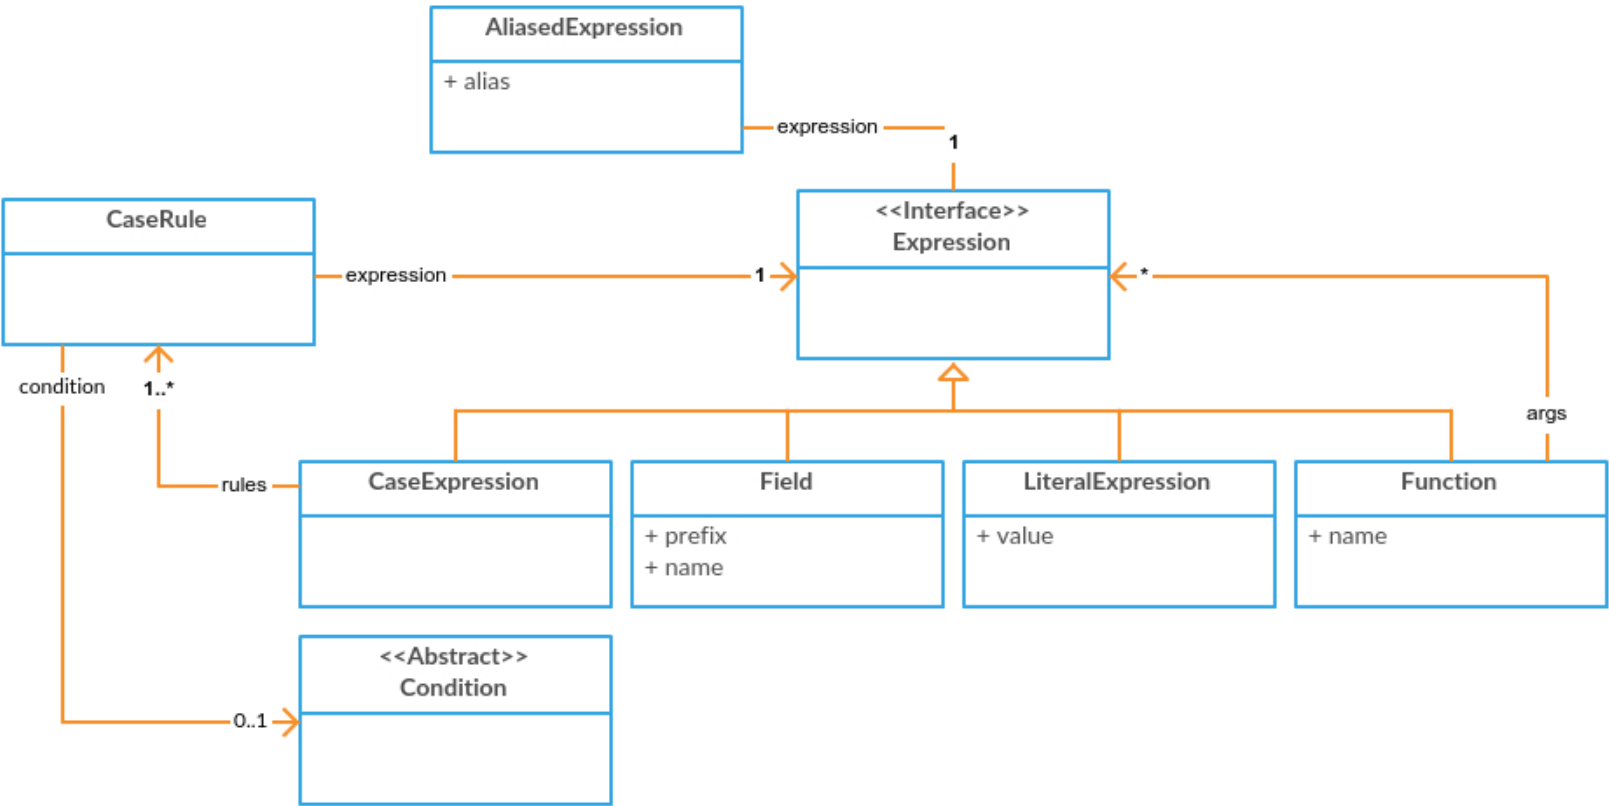 AliasedExpression
+ alias
expression
1
CaseRule
<<Interface>>
Expression
expression
1
*
condition
1..*
args
rules
CaseExpression
Field
+ prefix
+ name
LiteralExpression
+ value
Function
+ name
<<Abstract>>
Condition
0..1